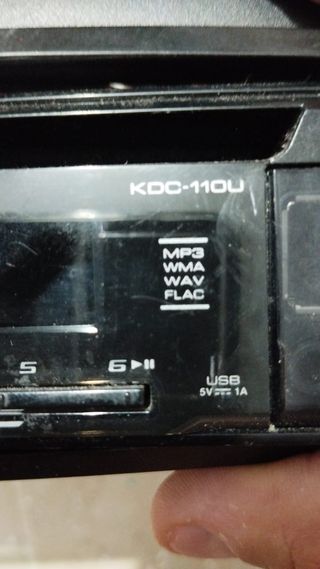 KDC-110U
MP3
WMA
WAV
FLAC
5 6 ▶II
USB
5V⎓1A